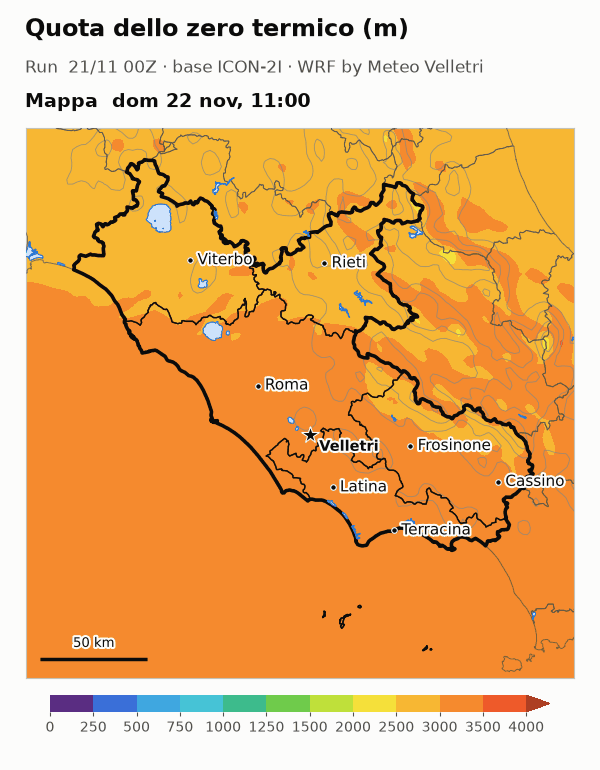 Quota dello zero termico (m)
Run  21/11 00Z · base ICON-2I · WRF by Meteo Velletri
Mappa  dom 22 nov, 11:00
Viterbo
Rieti
Roma
Velletri
Frosinone
Cassino
Latina
Terracina
50 km
0 250 500 750 1000 1250 1500 2000 2500 3000 3500 4000